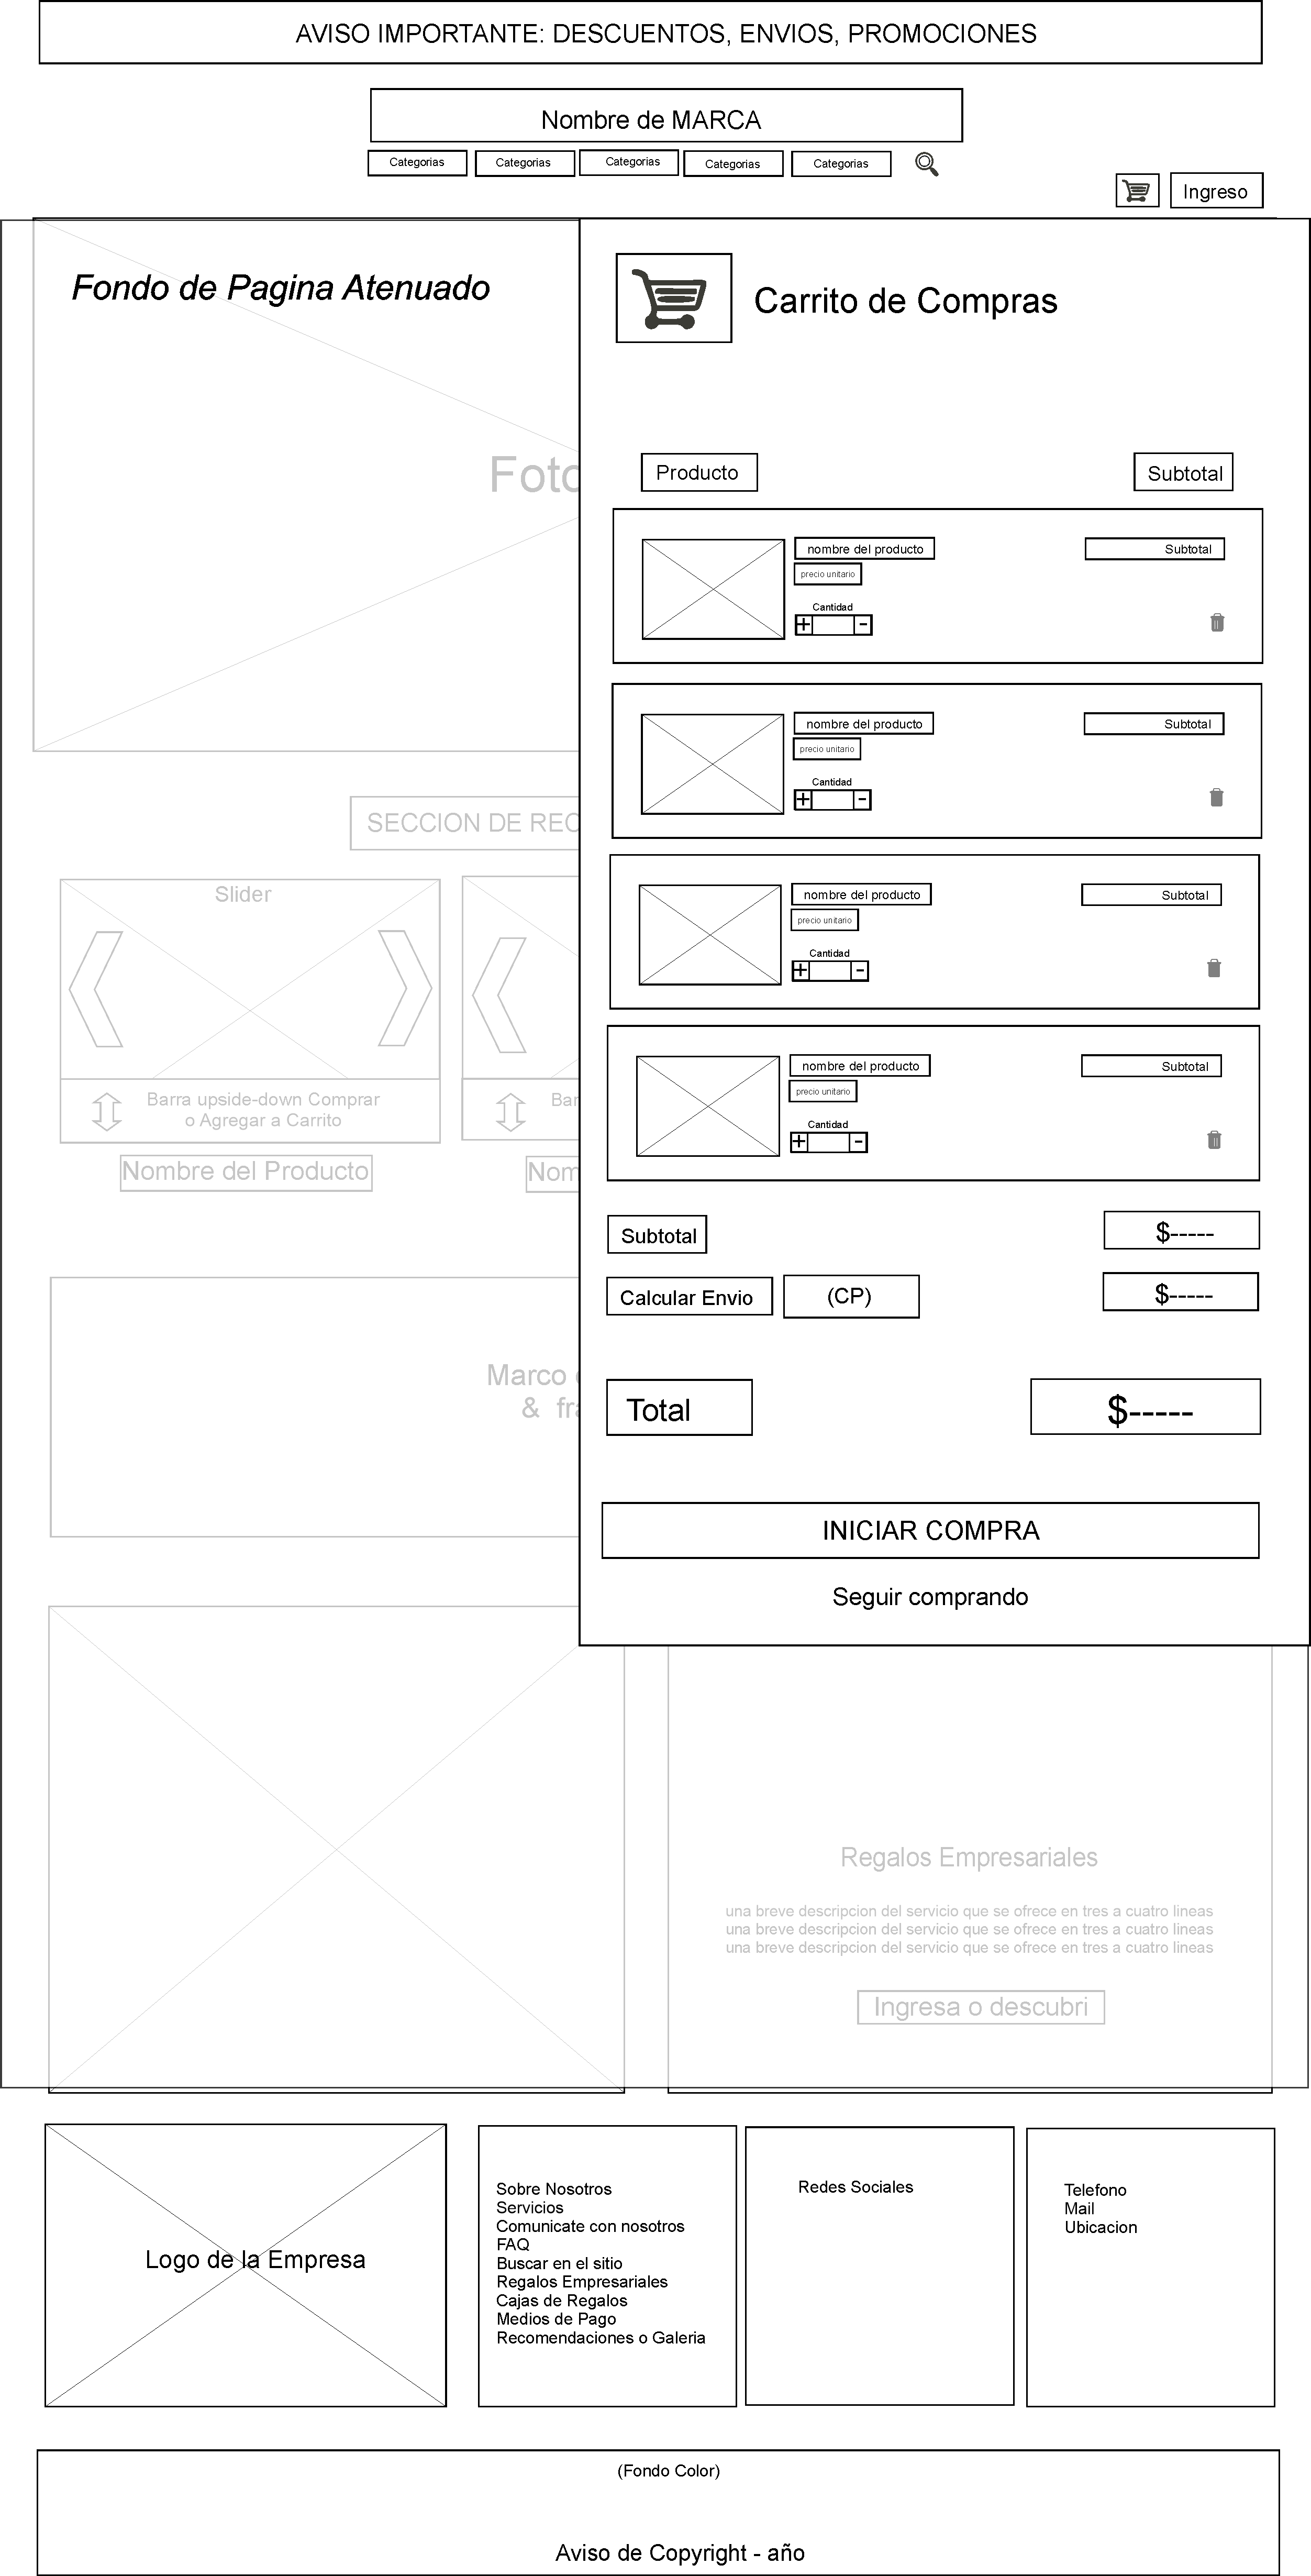 AVISO IMPORTANTE: DESCUENTOS, ENVIOS, PROMOCIONES
Nombre de MARCA
Categorias
Categorias
Categorias
Categorias
Categorias
Ingreso
Fondo de Pagina Atenuado
Foto
SECCION DE REC
Slider
Barra upside-down Comprar
o Agregar a Carrito
Bar
Nombre del Producto
Nom
Marco
& fra
Carrito de Compras
Producto
Subtotal
nombre del producto
Subtotal
precio unitario
Cantidad
+ -
nombre del producto
Subtotal
precio unitario
Cantidad
+ -
nombre del producto
Subtotal
precio unitario
Cantidad
+ -
nombre del producto
Subtotal
precio unitario
Cantidad
+ -
Subtotal
$-----
Calcular Envio
(CP)
$-----
Total
$-----
INICIAR COMPRA
Seguir comprando
Regalos Empresariales
una breve descripcion del servicio que se ofrece en tres a cuatro lineas
una breve descripcion del servicio que se ofrece en tres a cuatro lineas
una breve descripcion del servicio que se ofrece en tres a cuatro lineas
Ingresa o descubri
Logo de la Empresa
Sobre Nosotros
Servicios
Comunicate con nosotros
FAQ
Buscar en el sitio
Regalos Empresariales
Cajas de Regalos
Medios de Pago
Recomendaciones o Galeria
Redes Sociales
Telefono
Mail
Ubicacion
(Fondo Color)
Aviso de Copyright - año